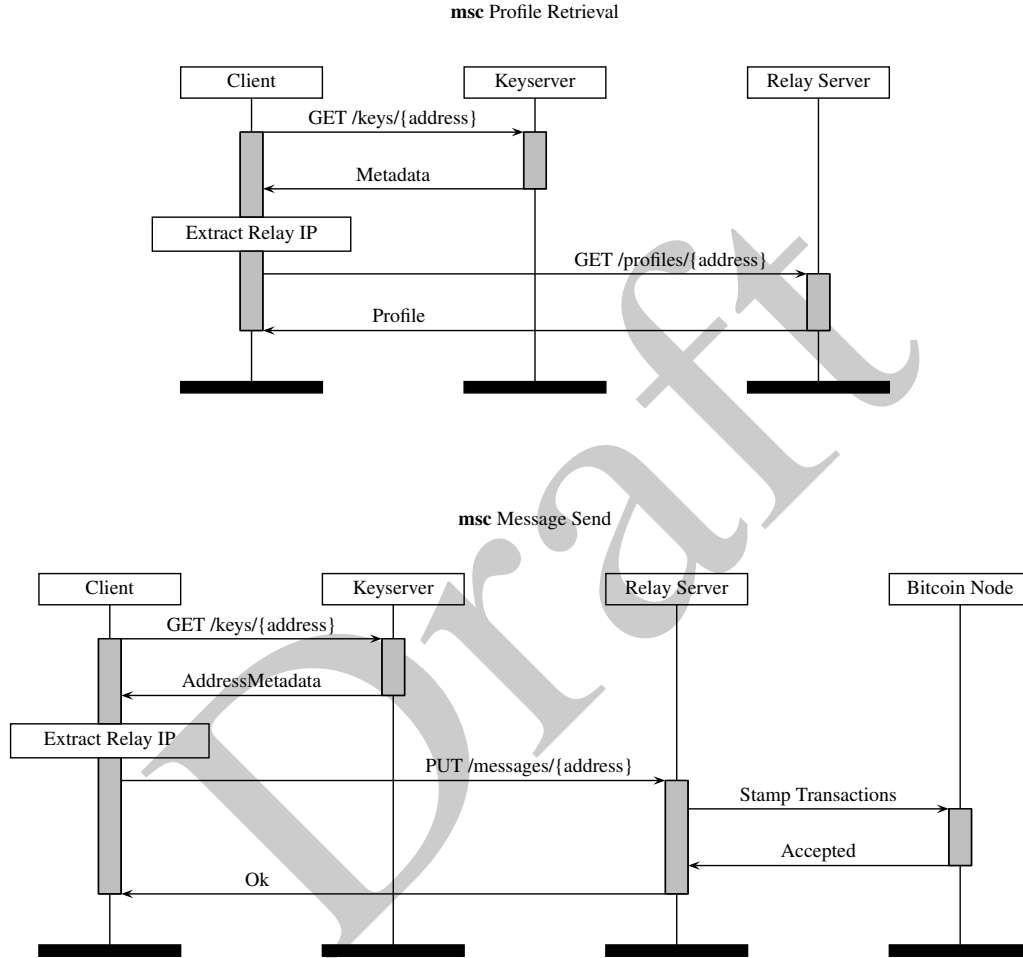 msc Profile Retrieval
Client Keyserver Relay Server
GET /keys/{address}
Metadata
Extract Relay IP
GET /profiles/{address}
Profile
msc Message Send
Client Keyserver Relay Server Bitcoin Node
GET /keys/{address}
AddressMetadata
Extract Relay IP
PUT /messages/{address}
Stamp Transactions
Accepted
Ok
Draft